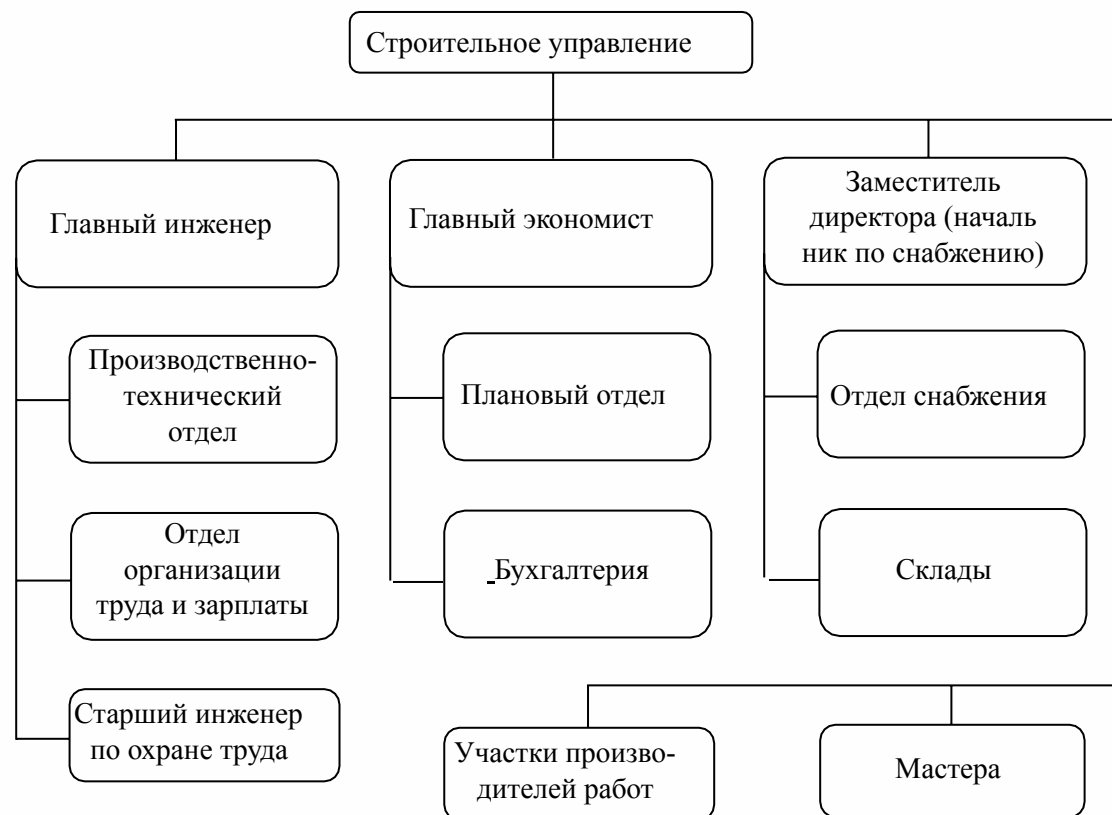 Строительное управление
Главный инженер
Главный экономист
Заместитель
директора (началь
ник по снабжению)
Производственно-
технический
отдел
Плановый отдел
Отдел снабжения
Отдел
организации
труда и зарплаты
Бухгалтерия
Склады
Старший инженер
по охране труда
Участки произво-
дителей работ
Мастера